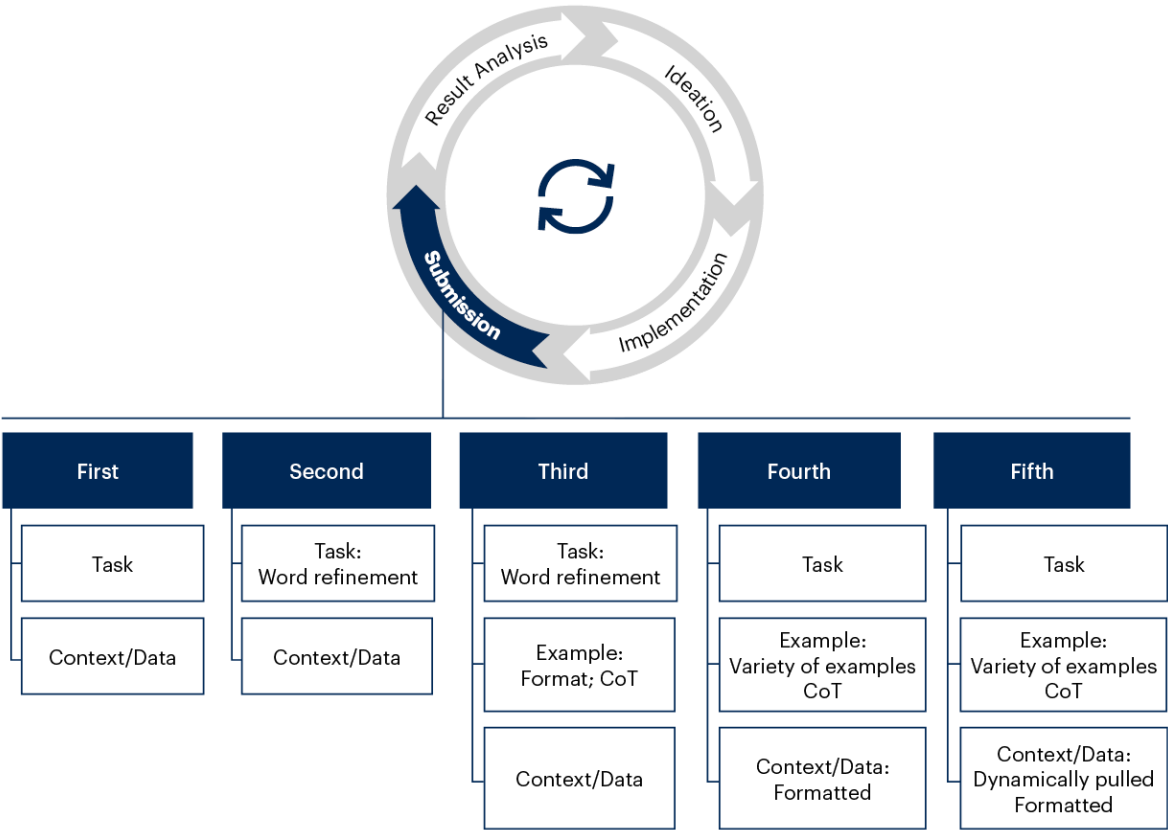 Result Analysis
Ideation
Submission
Implementation
First
Second
Third
Fourth
Fifth
Task
Task:
Word refinement
Task:
Word refinement
Task
Task
Context/Data
Context/Data
Example:
Format; CoT
Example:
Variety of examples
CoT
Example:
Variety of examples
CoT
Context/Data
Context/Data:
Formatted
Context/Data:
Dynamically pulled
Formatted